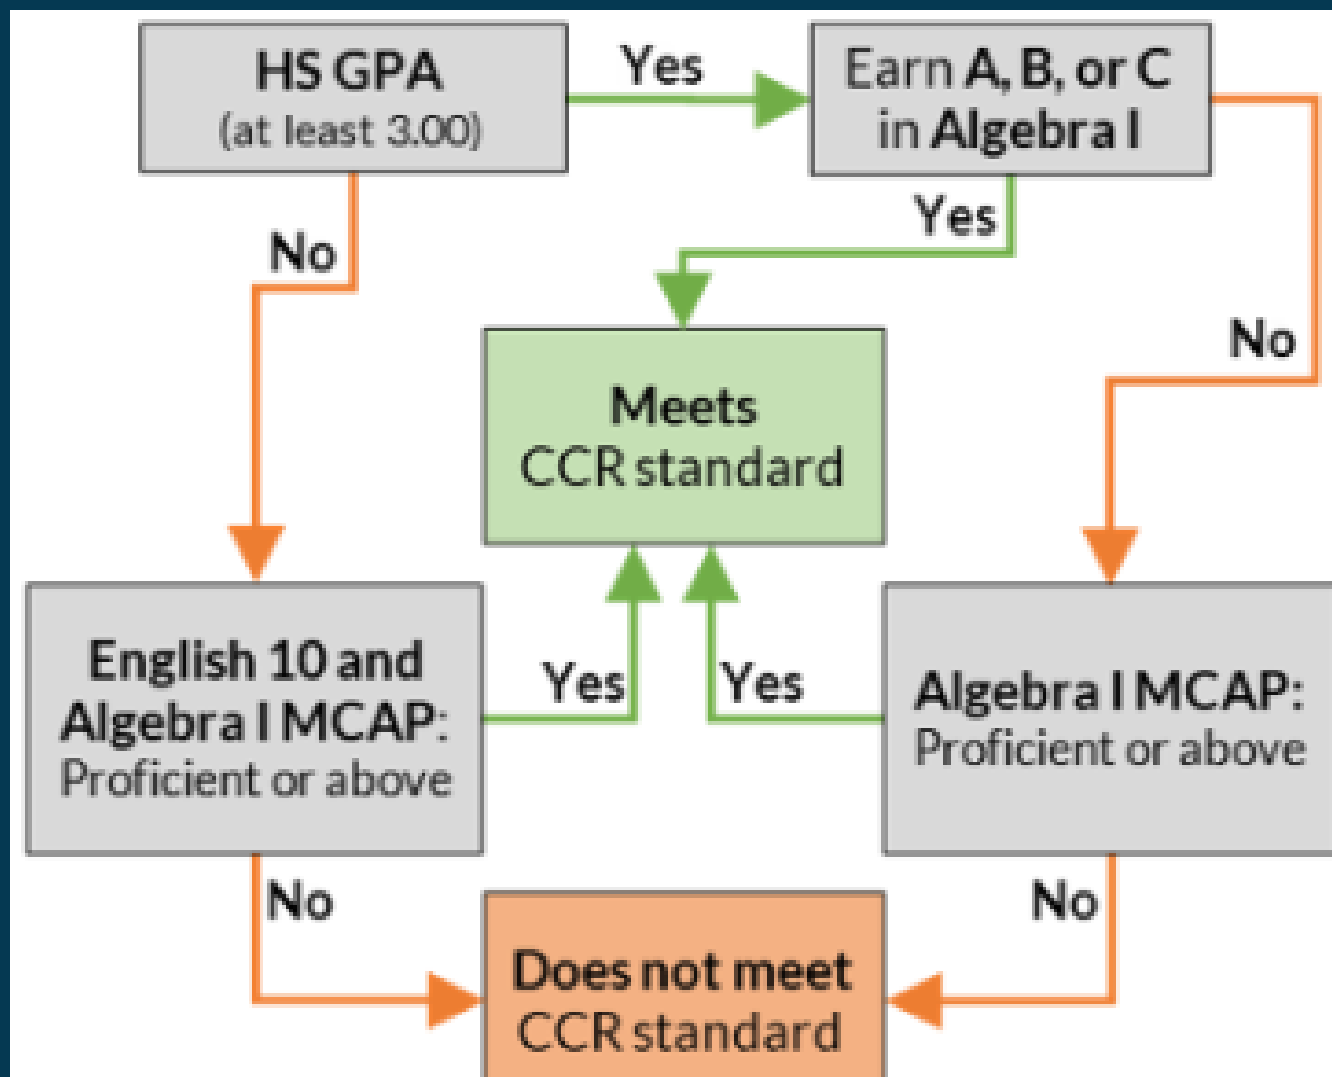 HS GPA
(at least 3.00)
Yes
Earn A, B, or C
in Algebra I
No
Yes
No
Meets
CCR standard
English 10 and
Algebra I MCAP:
Proficient or above
Yes
Yes
Algebra I MCAP:
Proficient or above
No
No
Does not meet
CCR standard